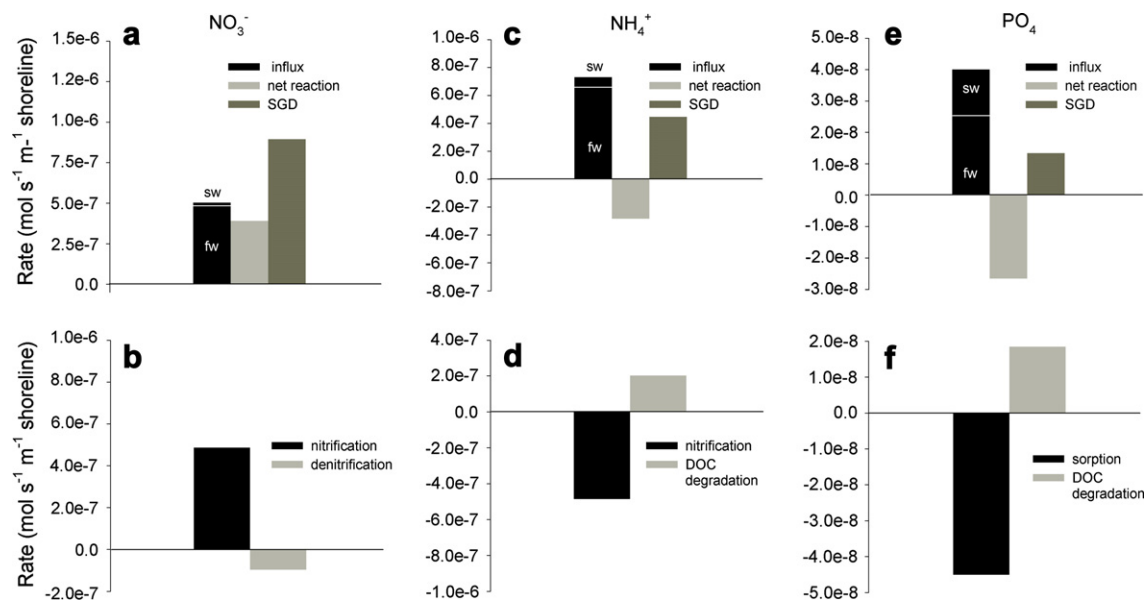 a
NO₃⁻
Rate (mol s⁻¹ m-¹ shoreline)
1.5e-6
1.2e-6
1.0e-6
7.5e-7
5.0e-7
2.5e-7
0.0
influx
net reaction
SGD
sw
fw
c
NH₄⁺
1.0e-6
8.0e-7
6.0e-7
4.0e-7
2.0e-7
0.0
-2.0e-7
-4.0e-7
-6.0e-7
-8.0e-7
influx
net reaction
SGD
sw
fw
e
PO₄
5.0e-8
4.0e-8
3.0e-8
2.0e-8
1.0e-8
0.0
-1.0e-8
-2.0e-8
-3.0e-8
influx
net reaction
SGD
sw
fw
b
Rate (mol s⁻¹ m⁻¹ shoreline)
1.0e-6
8.0e-7
6.0e-7
4.0e-7
2.0e-7
0.0
-2.0e-7
nitrification
denitrification
d
4.0e-7
2.0e-7
0.0
-2.0e-7
-4.0e-7
-6.0e-7
-8.0e-7
-1.0e-6
nitrification
DOC
degradation
f
2.0e-8
1.0e-8
0.0
-1.0e-8
-2.0e-8
-3.0e-8
-4.0e-8
-5.0e-8
sorption
DOC
degradation